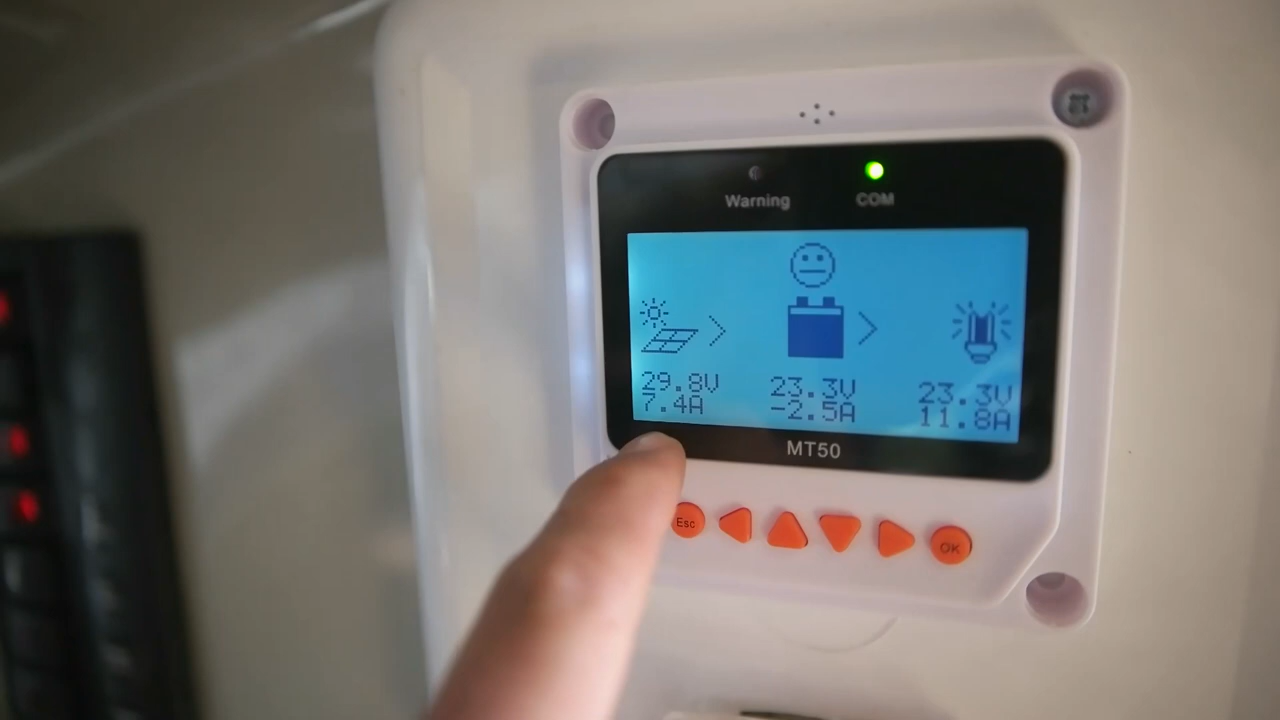 Warning COM
29.8V 23.3V 23.3V
7.4A -2.5A 11.8A
MT50
Esc OK